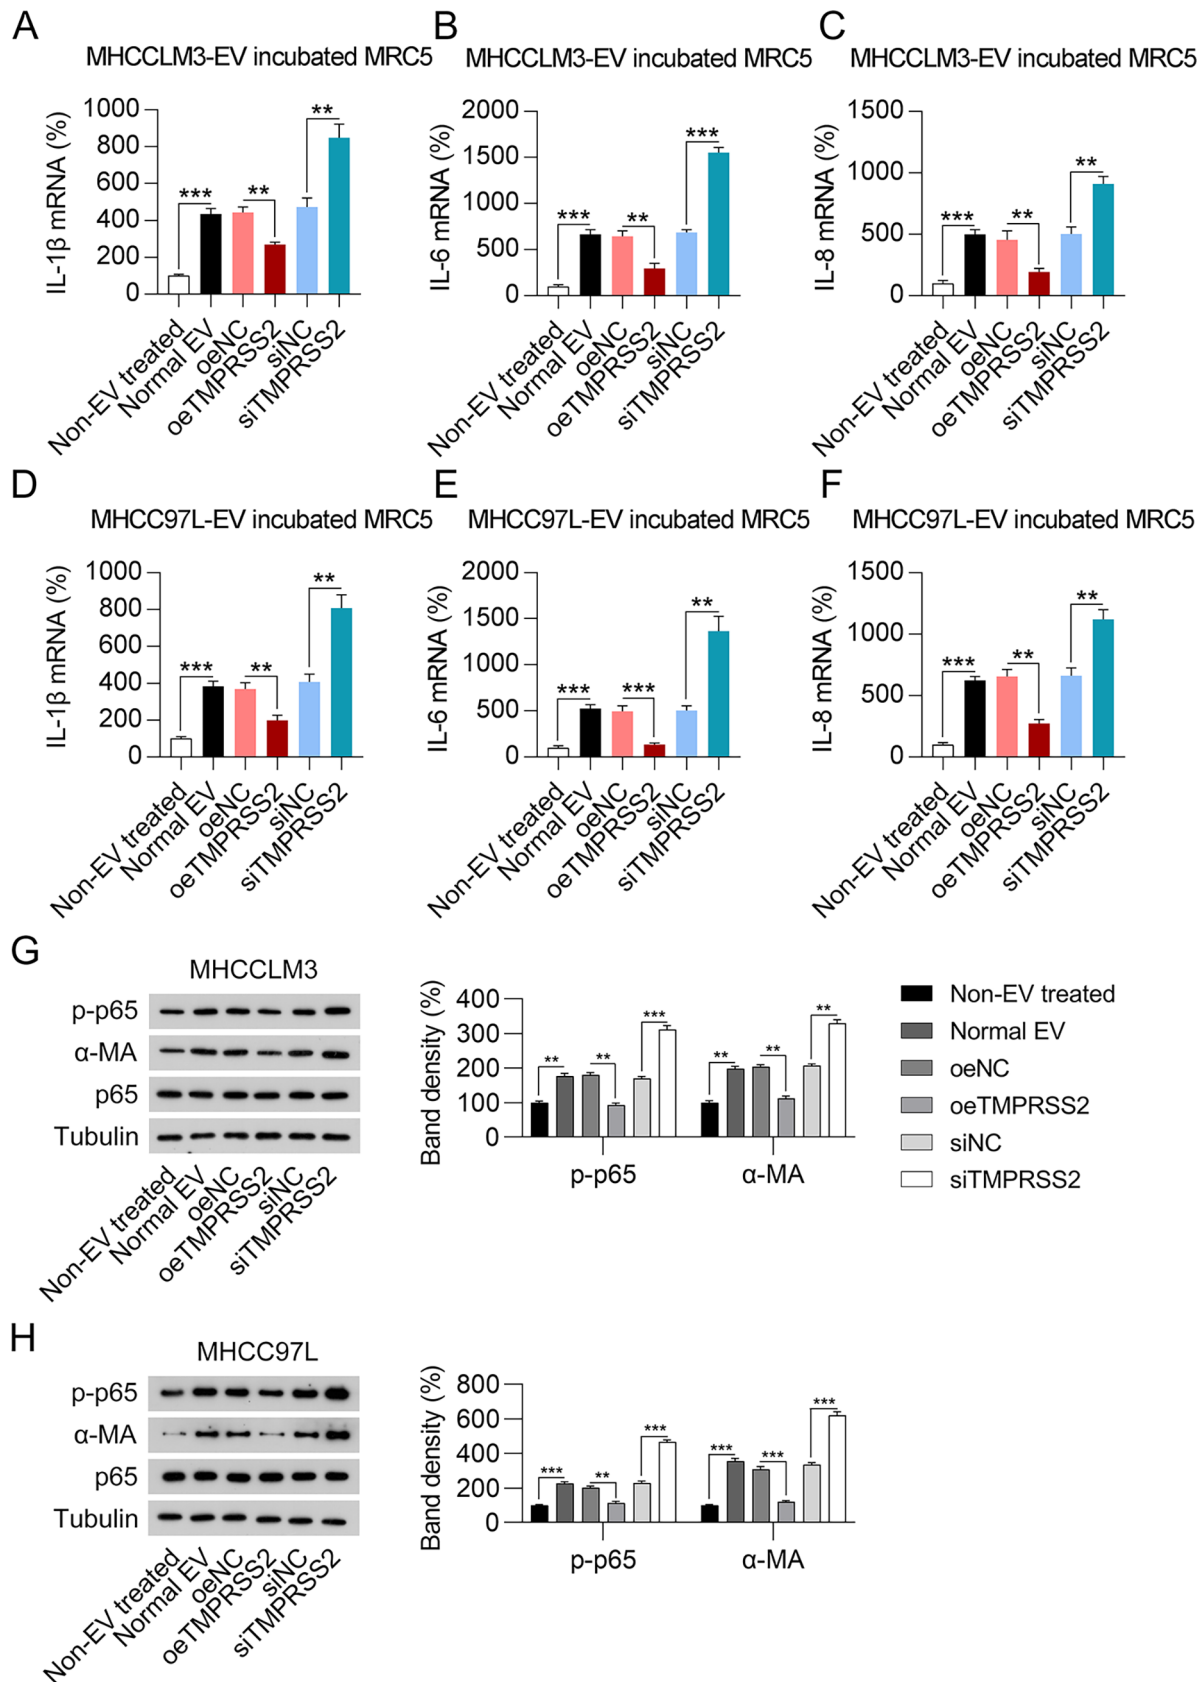 A
MHCCLM3-EV incubated MRC5
IL-1β mRNA (%)
1000
800
600
400
200
0
***
**
**
Non-EV treated
Normal EV
oeNC
oeTMPRSS2
siNC
siTMPRSS2
B
MHCCLM3-EV incubated MRC5
IL-6 mRNA (%)
2000
1500
1000
500
0
***
**
***
Non-EV treated
Normal EV
oeNC
oeTMPRSS2
siNC
siTMPRSS2
C
MHCCLM3-EV incubated MRC5
IL-8 mRNA (%)
1500
1000
500
0
***
**
**
Non-EV treated
Normal EV
oeNC
oeTMPRSS2
siNC
siTMPRSS2
D
MHCC97L-EV incubated MRC5
IL-1β mRNA (%)
1000
800
600
400
200
0
***
**
**
Non-EV treated
Normal EV
oeNC
oeTMPRSS2
siNC
siTMPRSS2
E
MHCC97L-EV incubated MRC5
IL-6 mRNA (%)
2000
1500
1000
500
0
***
***
**
Non-EV treated
Normal EV
oeNC
oeTMPRSS2
siNC
siTMPRSS2
F
MHCC97L-EV incubated MRC5
IL-8 mRNA (%)
1500
1000
500
0
***
**
**
Non-EV treated
Normal EV
oeNC
oeTMPRSS2
siNC
siTMPRSS2
G
MHCCLM3
p-p65
α-MA
p65
Tubulin
Non-EV treated
Normal EV
oeNC
oeTMPRSS2
siNC
siTMPRSS2
Band density (%)
400
300
200
100
0
**
**
***
**
**
**
p-p65
α-MA
Non-EV treated
Normal EV
oeNC
oeTMPRSS2
siNC
siTMPRSS2
H
MHCC97L
p-p65
α-MA
p65
Tubulin
Non-EV treated
Normal EV
oeNC
oeTMPRSS2
siNC
siTMPRSS2
Band density (%)
800
600
400
200
0
***
**
***
***
***
***
p-p65
α-MA